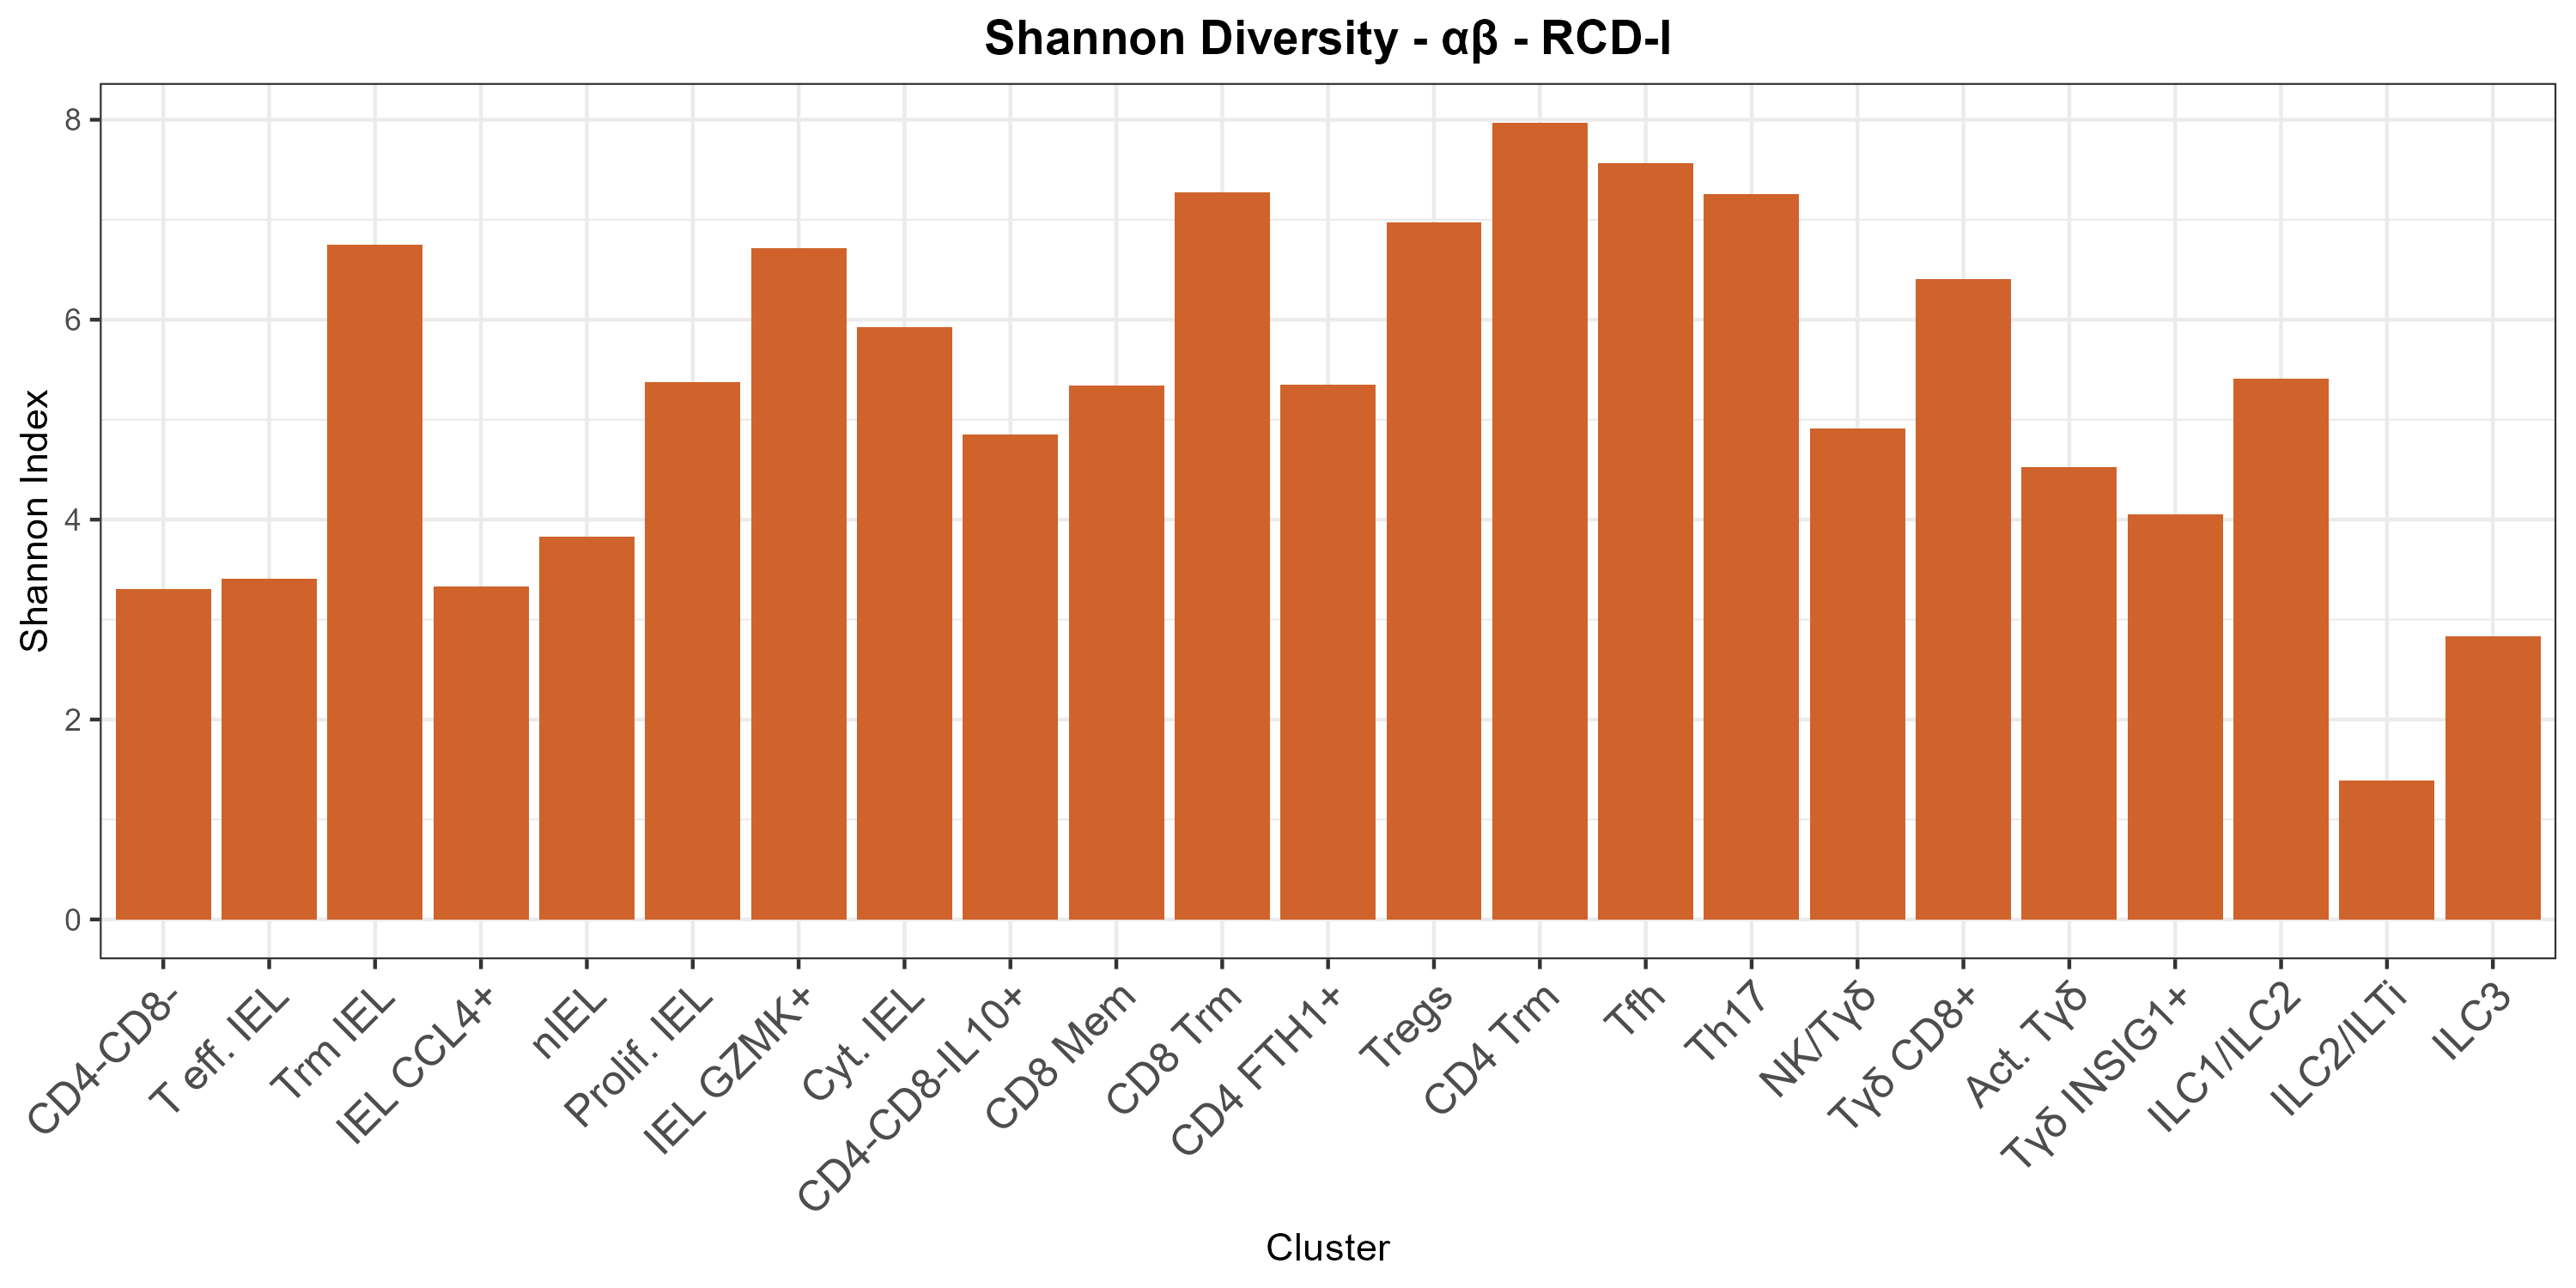 Shannon Diversity - αβ - RCD-I
Shannon Index
8
6
4
2
0
CD4-CD8-
T eff. IEL
Trm IEL
IEL CCL4+
nIEL
Prolif. IEL
IEL GZMK+
Cyt. IEL
CD4-CD8-IL10+
CD8 Mem
CD8 Trm
CD4 FTH1+
Tregs
CD4 Trm
Tfh
Th17
NK/Tγδ
Tγδ CD8+
Act. Tγδ
Tγδ INSIG1+
ILC1/ILC2
ILC2/ILTi
ILC3
Cluster